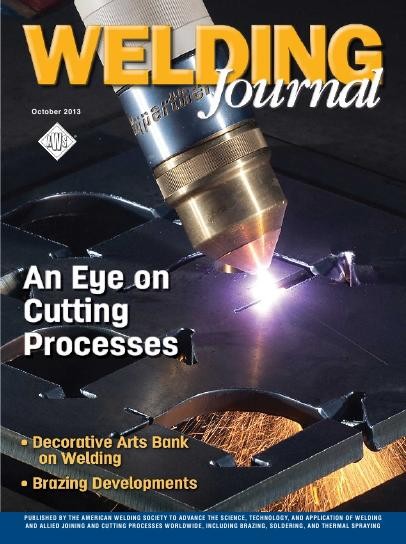 WELDING
Journal
October 2013
AWS
An Eye on
Cutting
Processes
• Decorative Arts Bank
on Welding
• Brazing Developments
PUBLISHED BY THE AMERICAN WELDING SOCIETY TO ADVANCE THE SCIENCE, TECHNOLOGY, AND APPLICATION OF WELDING
AND ALLIED JOINING AND CUTTING PROCESSES WORLDWIDE, INCLUDING BRAZING, SOLDERING, AND THERMAL SPRAYING